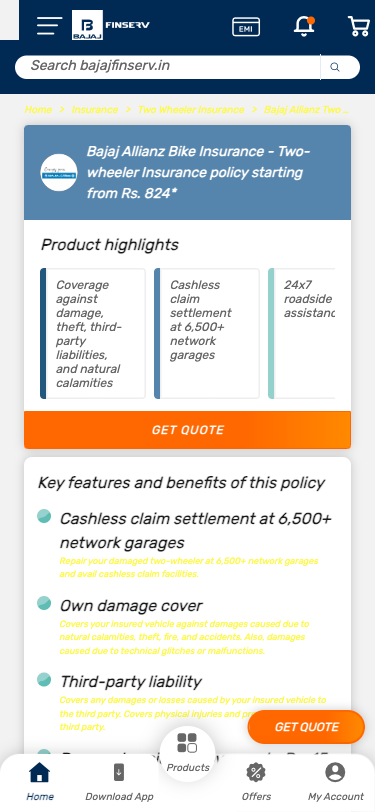 BAJAJ
FINSERV
EMI
Search bajajfinserv.in
Home > Insurance > Two Wheeler Insurance > Bajaj Allianz Two ...
Bajaj Allianz Bike Insurance - Two-
wheeler Insurance policy starting
from Rs. 824*
Product highlights
Coverage
against
damage,
theft, third-
party
liabilities,
and natural
calamities
Cashless
claim
settlement
at 6,500+
network
garages
24x7
roadside
assistanc
GET QUOTE
Key features and benefits of this policy
Cashless claim settlement at 6,500+
network garages
Repair your damaged two-wheeler at 6,500+ network garages
and avail cashless claim facilities.
Own damage cover
Covers your insured vehicle against damages caused due to
natural calamities, theft, fire, and accidents. Also, damages
caused due to technical glitches or malfunctions.
Third-party liability
Covers any damages or losses caused by your insured vehicle to
the third party. Covers physical injuries and pr
third party.
GET QUOTE
Home
Download App
Products
Offers
My Account